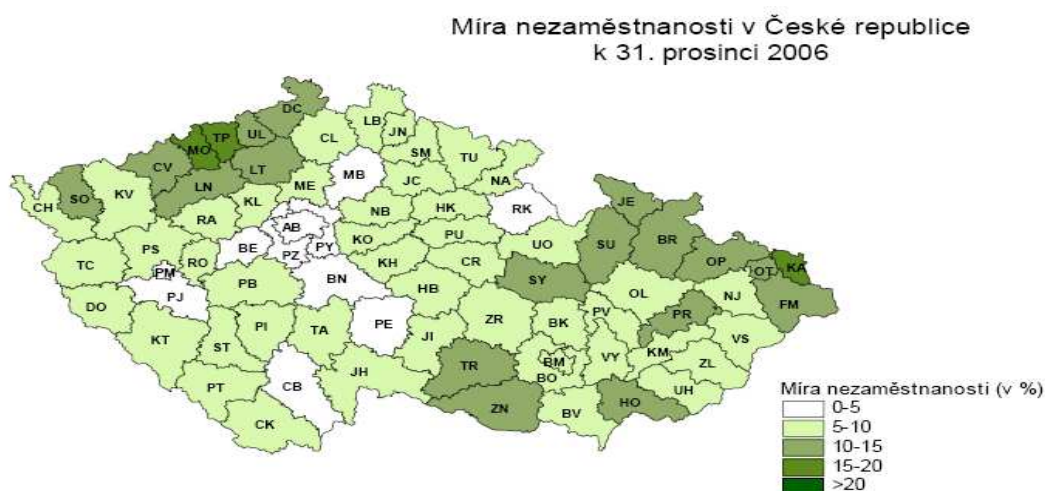 Míra nezaměstnanosti v České republice
k 31. prosinci 2006
DC
LB
JN
TP
UL
CL
MO
SM
TU
CV
LT
MB
LN
ME
JC
NA
SO
KV
KL
CH
RA
NB
HK
RK
JE
AB
BE
PY
KO
PU
UO
SU
BR
PS
RO
PZ
TC
PM
KH
CR
OP
OT
KA
PB
BN
SY
PJ
HB
OL
NJ
FM
DO
PE
ZR
BK
PV
PR
KT
ST
PI
TA
JI
VS
BM
VY
KM
TR
BO
ZL
PT
CB
JH
UH
ZN
HO
BV
CK
Míra nezaměstnanosti (v %)
0-5
5-10
10-15
15-20
>20